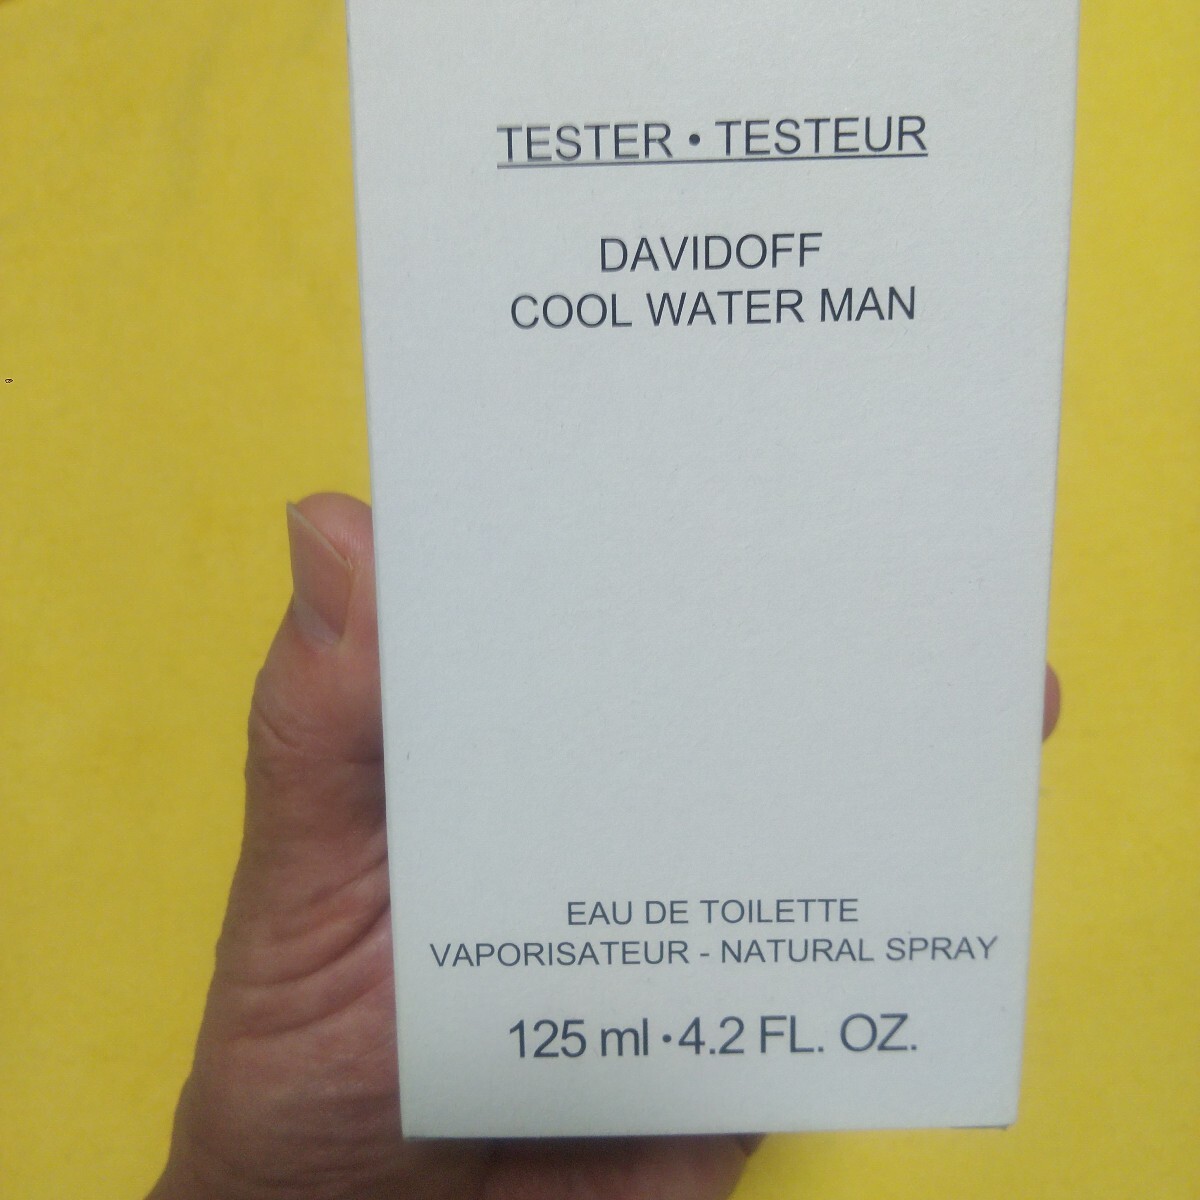 TESTER • TESTEUR
DAVIDOFF
COOL WATER MAN
EAU DE TOILETTE
VAPORISATEUR - NATURAL SPRAY
125 ml • 4.2 FL. OZ.